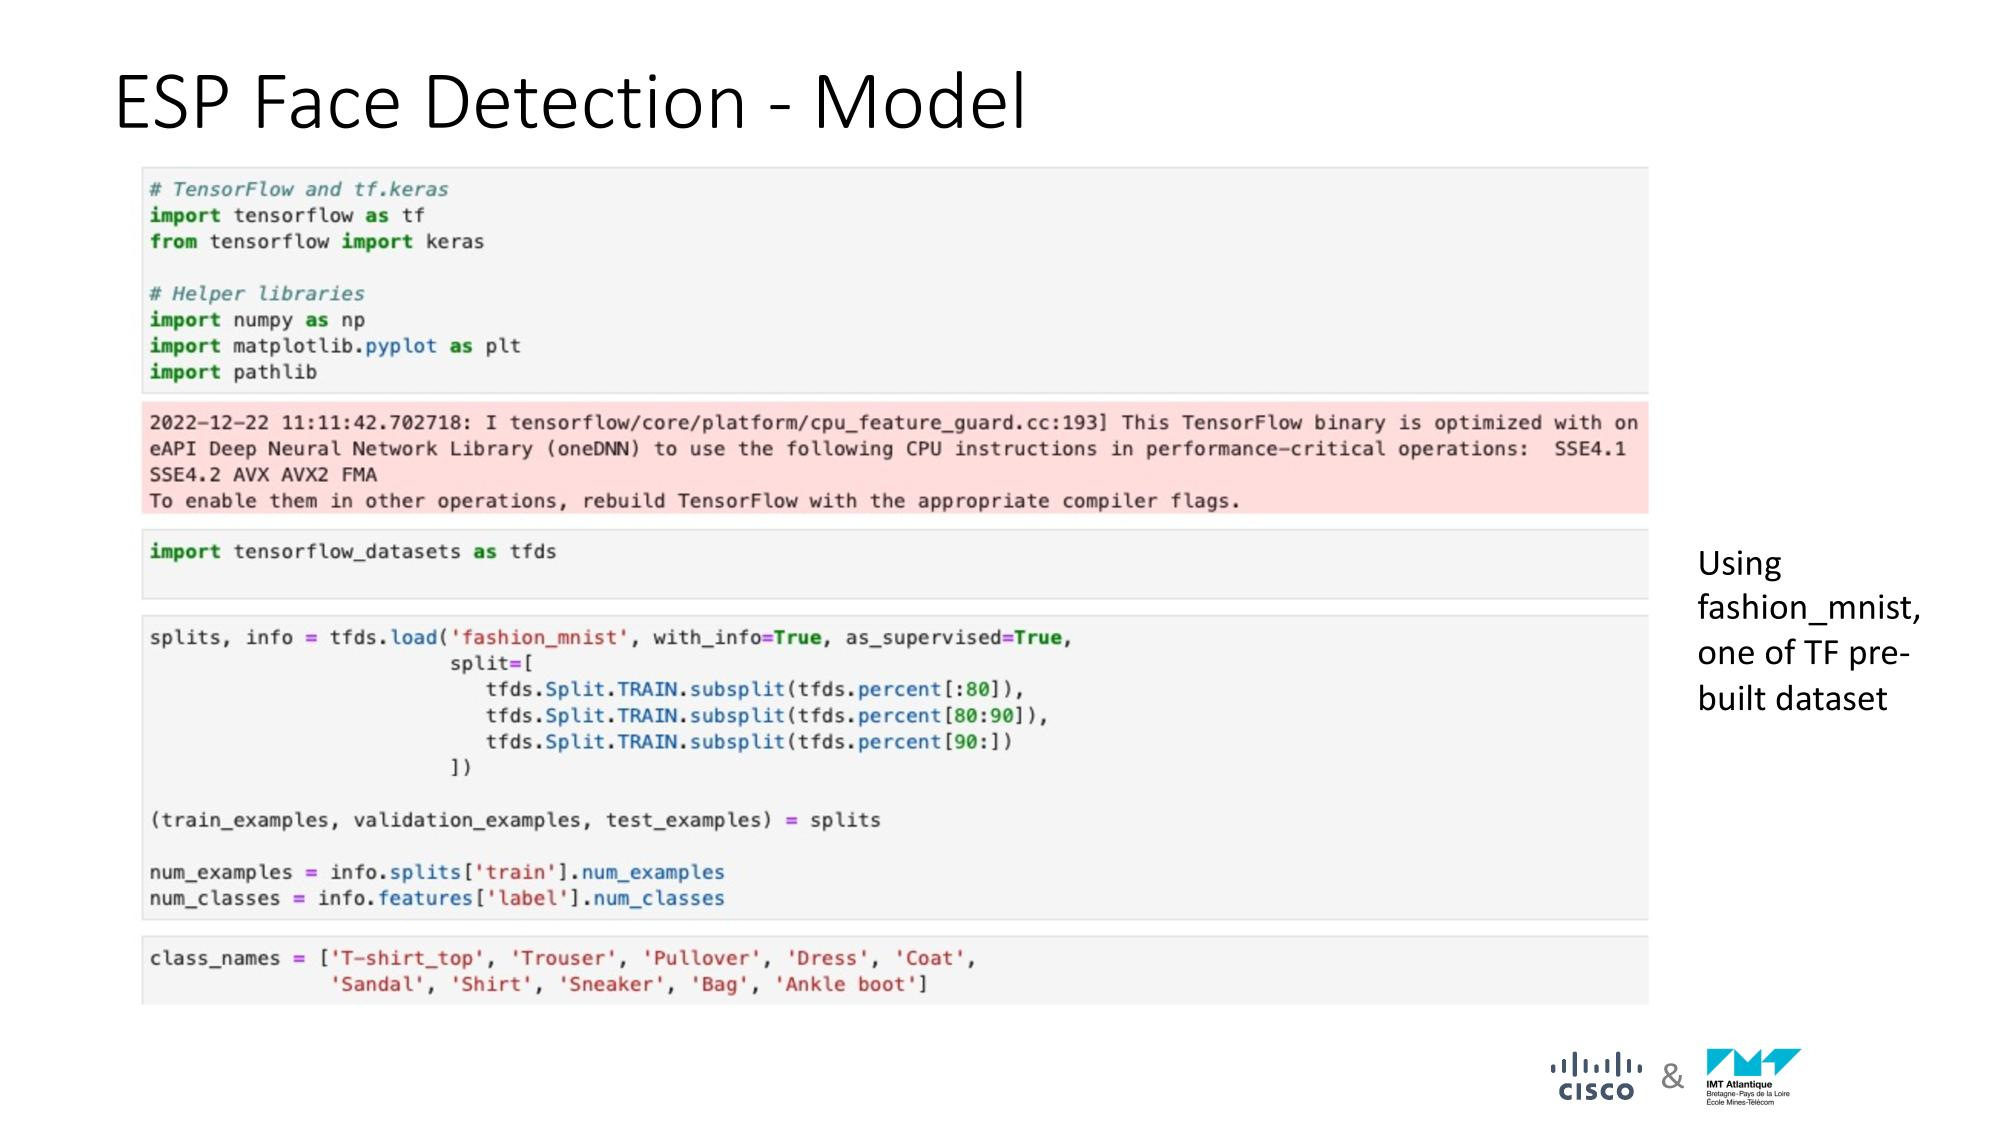 ESP Face Detection - Model
# TensorFlow and tf.keras
import tensorflow as tf
from tensorflow import keras
# Helper libraries
import numpy as np
import matplotlib.pyplot as plt
import pathlib
2022-12-22 11:11:42.702718: I tensorflow/core/platform/cpu_feature_guard.cc:193] This TensorFlow binary is optimized with on
eAPI Deep Neural Network Library (oneDNN) to use the following CPU instructions in performance-critical operations:  SSE4.1
SSE4.2 AVX AVX2 FMA
To enable them in other operations, rebuild TensorFlow with the appropriate compiler flags.
import tensorflow_datasets as tfds
splits, info = tfds.load('fashion_mnist', with_info=True, as_supervised=True,
split=[
tfds.Split.TRAIN.subsplit(tfds.percent[:80]),
tfds.Split.TRAIN.subsplit(tfds.percent[80:90]),
tfds.Split.TRAIN.subsplit(tfds.percent[90:])
])
(train_examples, validation_examples, test_examples) = splits
num_examples = info.splits['train'].num_examples
num_classes = info.features['label'].num_classes
class_names = ['T-shirt_top', 'Trouser', 'Pullover', 'Dress', 'Coat',
'Sandal', 'Shirt', 'Sneaker', 'Bag', 'Ankle boot']
Using
fashion_mnist,
one of TF pre-
built dataset
CISCO
&
IMT Atlantique
Bretagne-Pays de la Loire
École Mines-Télécom